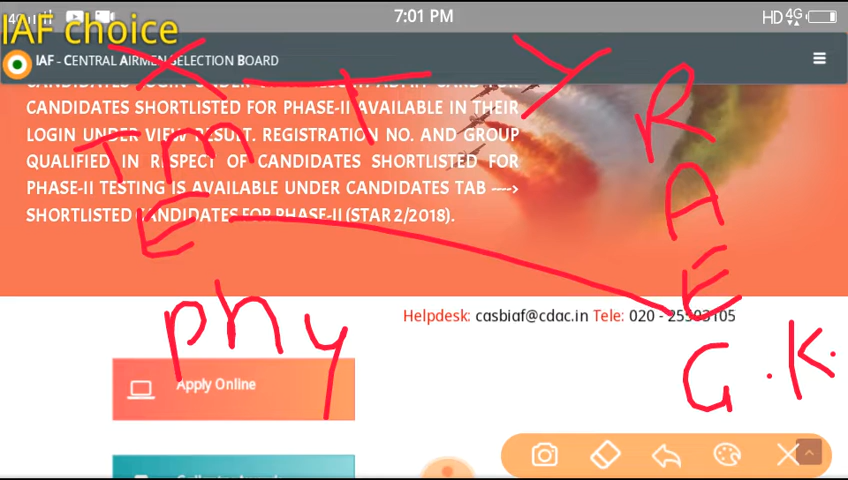 7:01 PM
HD 4G
IAF choice
IAF - CENTRAL AIRMEN SELECTION BOARD
X T Y
CANDIDATES SHORTLISTED FOR PHASE-II AVAILABLE IN THEIR
LOGIN UNDER VIEW RESULT. REGISTRATION NO. AND GROUP
QUALIFIED IN RESPECT OF CANDIDATES SHORTLISTED FOR
PHASE-II TESTING IS AVAILABLE UNDER CANDIDATES TAB ---->
SHORTLISTED CANDIDATES FOR PHASE-II (STAR 2/2018).
T m
E
phy
R
A
E
G.K.
Helpdesk: casbiaf@cdac.in Tele: 020 - 25503105
Apply Online